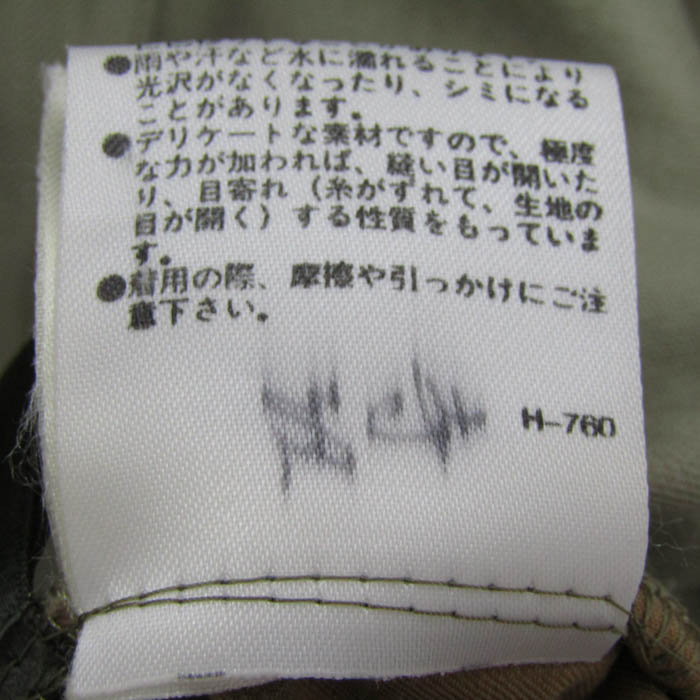 雨や汗など水に濡れることにより
光沢がなくなったり、シミになる
ことがあります。
●デリケートな素材ですので、極度
な力が加われば、縫い目が開いた
り、目寄れ(糸がずれて、生地の
目が開く)する性質をもっていま
す。
●着用の際、摩擦や引っかけにご注
意下さい。
H-760